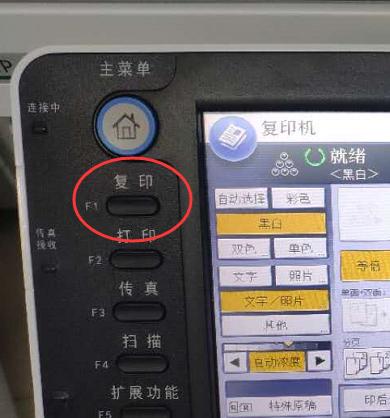 主菜单
连接中
复印
F1
传真
接收
打印
F2
传真
F3
扫描
F4
扩展功能
F5
复印机
就绪
<黑白>
自动选择 彩色
黑白
双色 单色
文字 照片
文字/照片
其他
自动浓度
特殊原稿
等倍
分页
印后